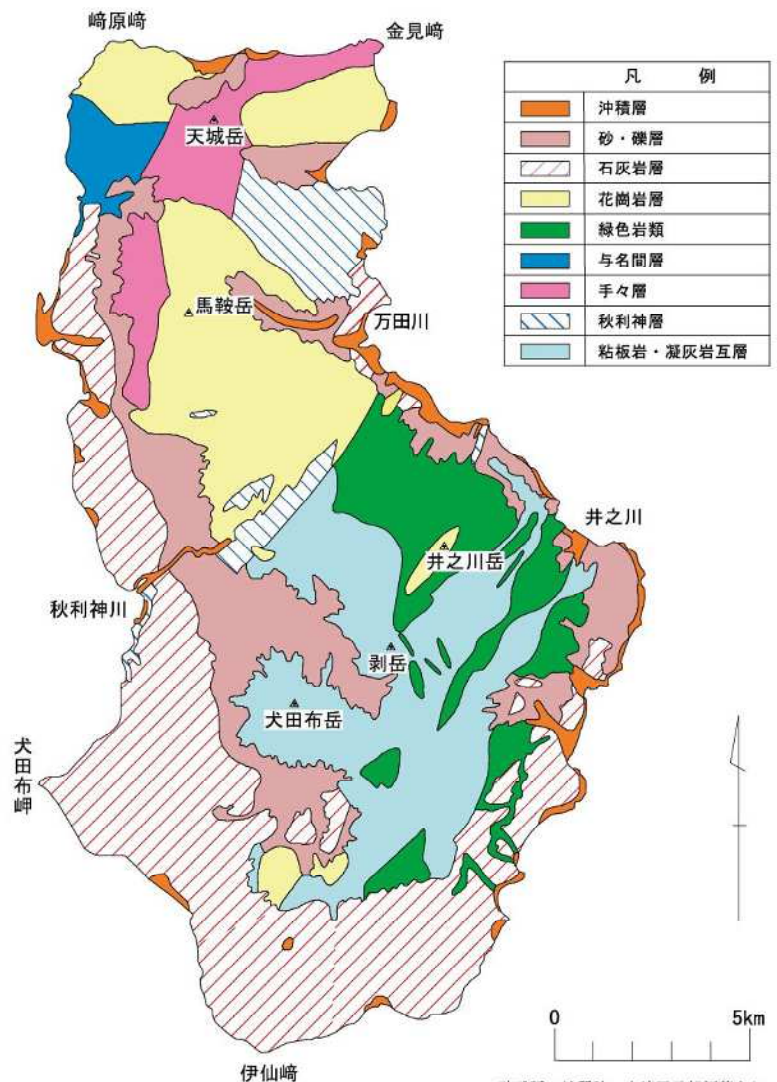 崎原崎
金見崎
凡 例
沖積層
砂・礫層
石灰岩層
花崗岩層
緑色岩類
与名間層
手々層
秋利神層
粘板岩・凝灰岩互層
天城岳
馬鞍岳
万田川
井之川
井之川岳
秋利神川
剥岳
犬田布岳
犬田布岬
0 5km
伊仙崎